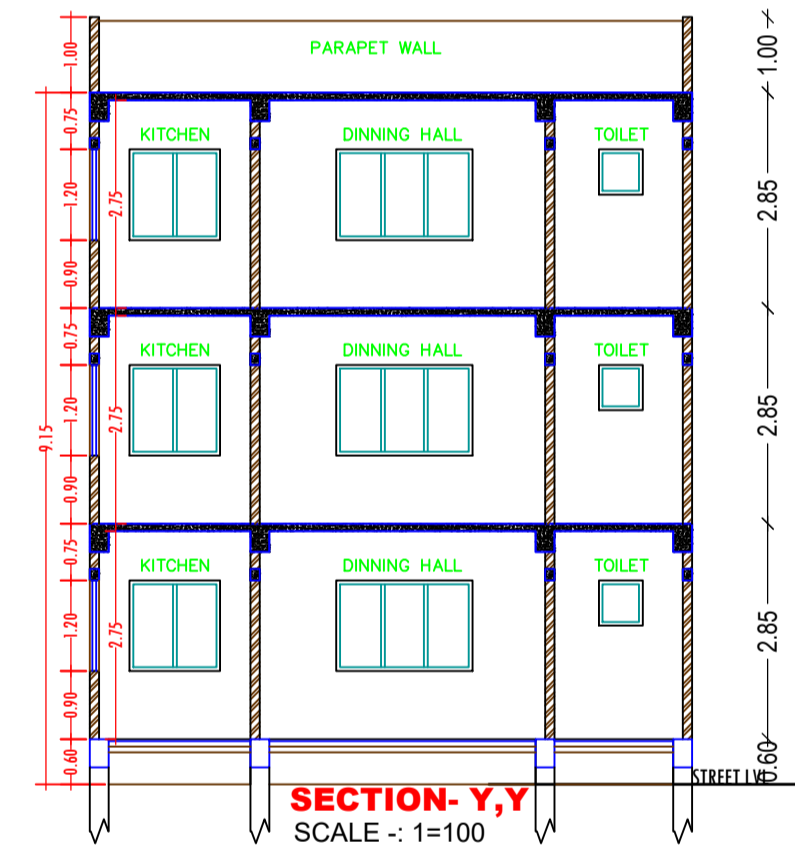 PARAPET WALL
1.00
1.00
KITCHEN
DINNING HALL
TOILET
0.75
1.20
0.90
2.75
2.85
KITCHEN
DINNING HALL
TOILET
0.75
1.20
0.90
2.75
2.85
9.15
KITCHEN
DINNING HALL
TOILET
0.75
1.20
0.90
2.75
2.85
0.60
0.60
STREET LVL
SECTION- Y,Y
SCALE -: 1=100